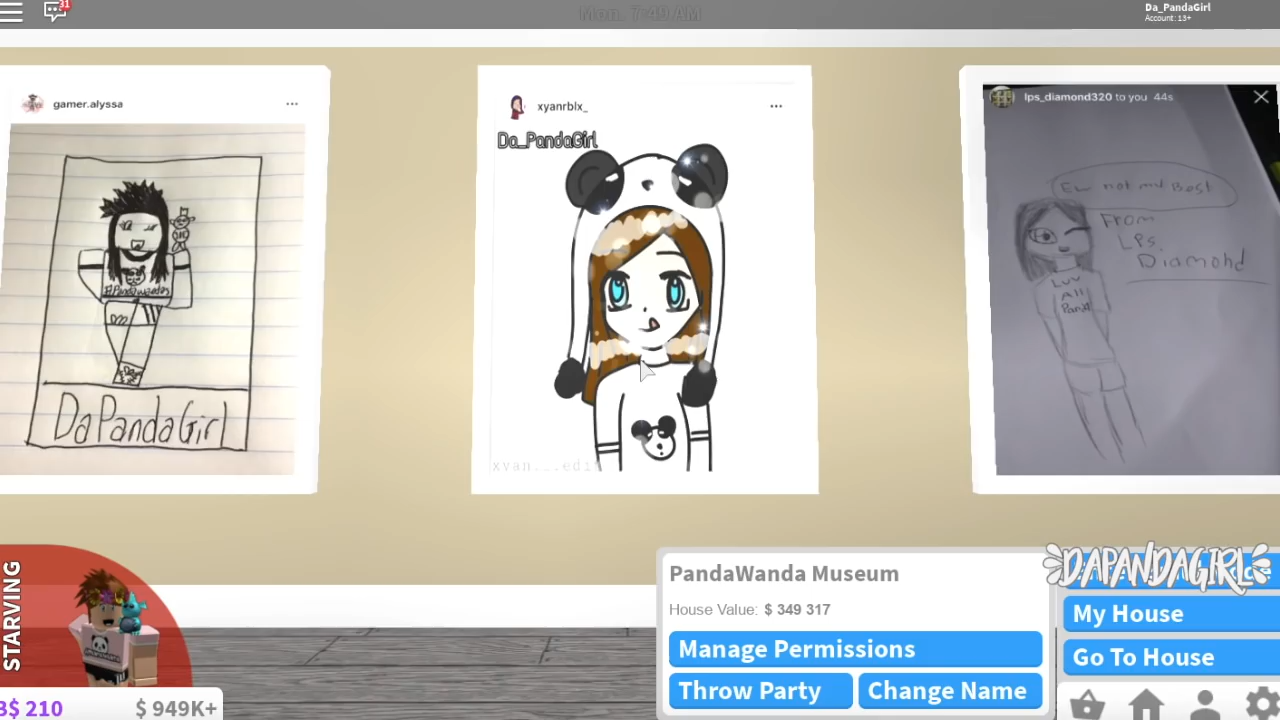 31
Mon. 7:49 AM
Da_PandaGirl
Account: 13+
gamer.alyssa
DaPandaGirl
xyanrblx_
Da_PandaGirl
lps_diamond320 to you 44s
Ew not my Best
From
Lps.
Diamond
LUV
All
Panda
STARVING
B$ 210
$ 949K+
PandaWanda Museum
House Value: $ 349 317
Manage Permissions
Throw Party
Change Name
DAPANDAGIRL
My House
Go To House